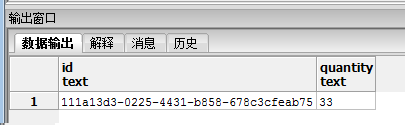 输出窗口
数据输出 解释 消息 历史
id quantity
text text
1 111a13d3-0225-4431-b858-678c3cfeab75 33